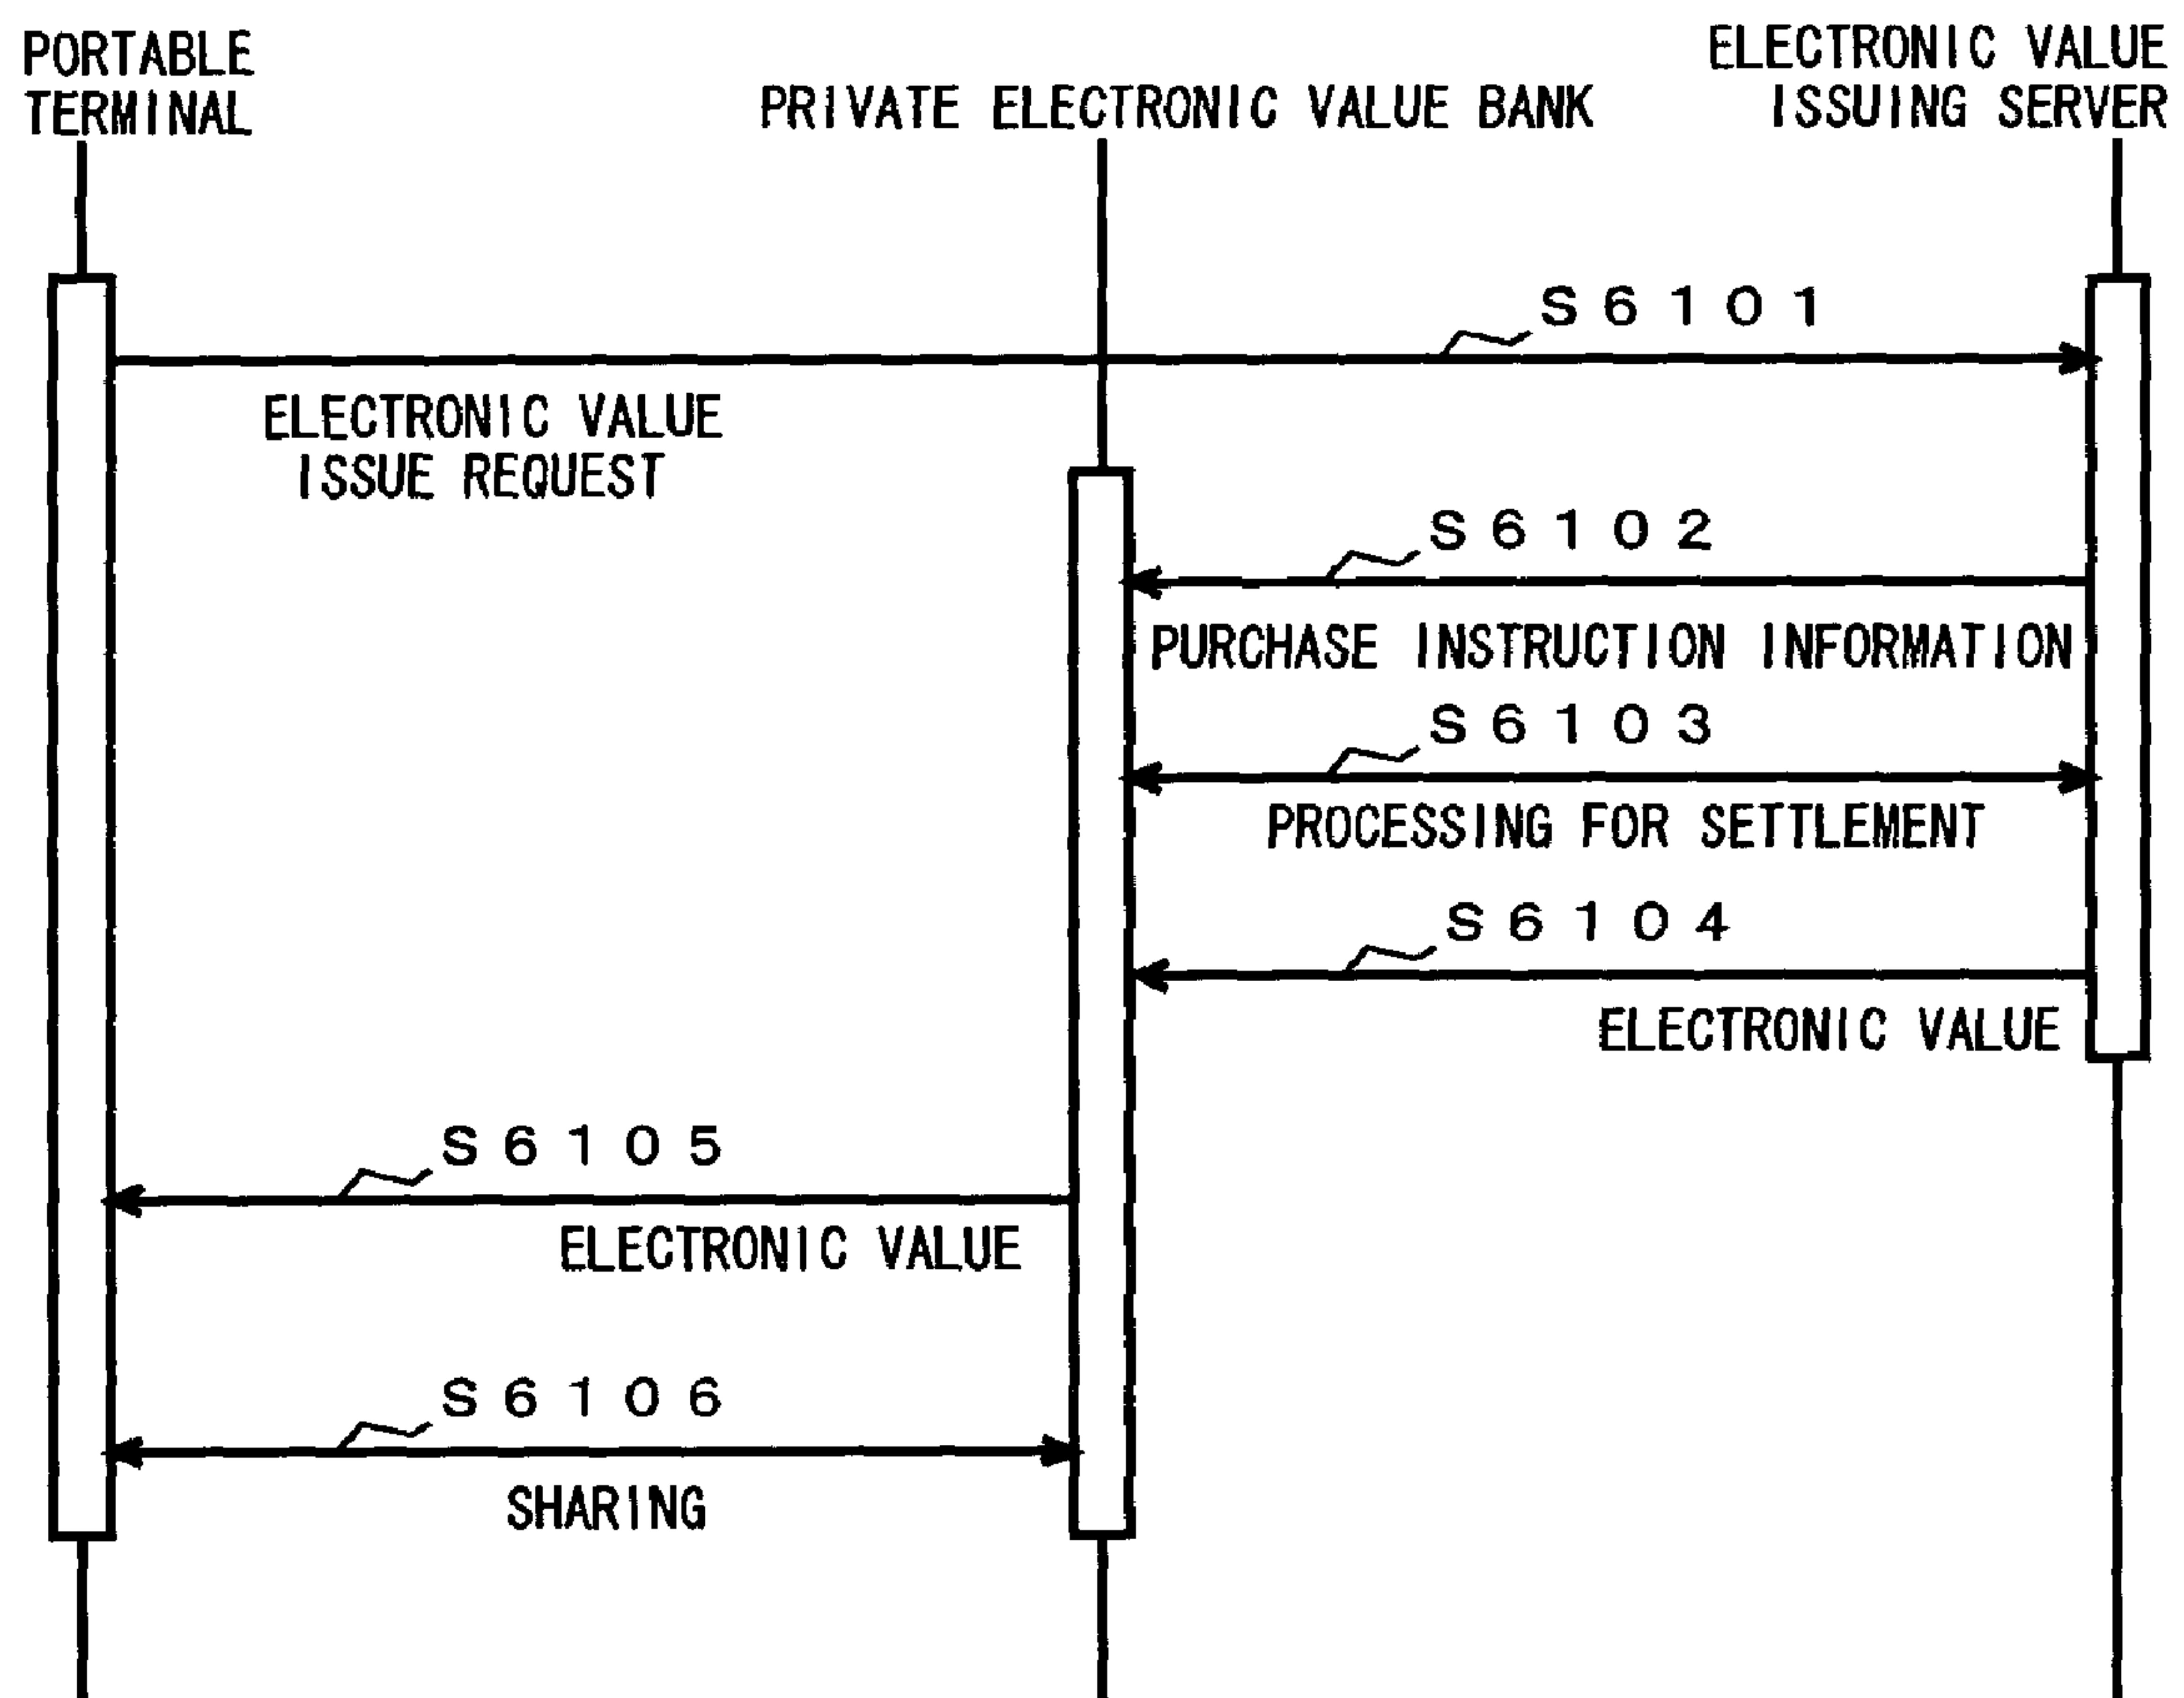 PORTABLE
TERMINAL
PRIVATE ELECTRONIC VALUE BANK
ELECTRONIC VALUE
ISSUING SERVER
S6101
ELECTRONIC VALUE
ISSUE REQUEST
S6102
PURCHASE INSTRUCTION INFORMATION
S6103
PROCESSING FOR SETTLEMENT
S6104
ELECTRONIC VALUE
S6105
ELECTRONIC VALUE
S6106
SHARING